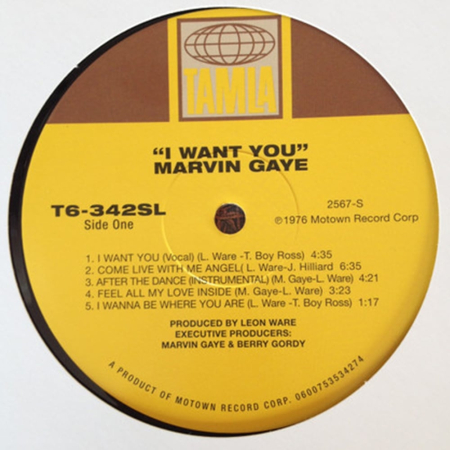 TAMLA
"I WANT YOU"
MARVIN GAYE
T6-342SL
Side One
2567-S
℗1976 Motown Record Corp
1. I WANT YOU (Vocal) (L. Ware -T. Boy Ross) 4:35
2. COME LIVE WITH ME ANGEL( L. Ware-J. Hilliard 6:35
3. AFTER THE DANCE (INSTRUMENTAL) (M. Gaye-L. Ware) 4:21
4. FEEL ALL MY LOVE INSIDE (M. Gaye-L. Ware) 3:23
5. I WANNA BE WHERE YOU ARE (L. Ware -T. Boy Ross) 1:17
PRODUCED BY LEON WARE
EXECUTIVE PRODUCERS:
MARVIN GAYE & BERRY GORDY
A PRODUCT OF MOTOWN RECORD CORP. 0600753534274